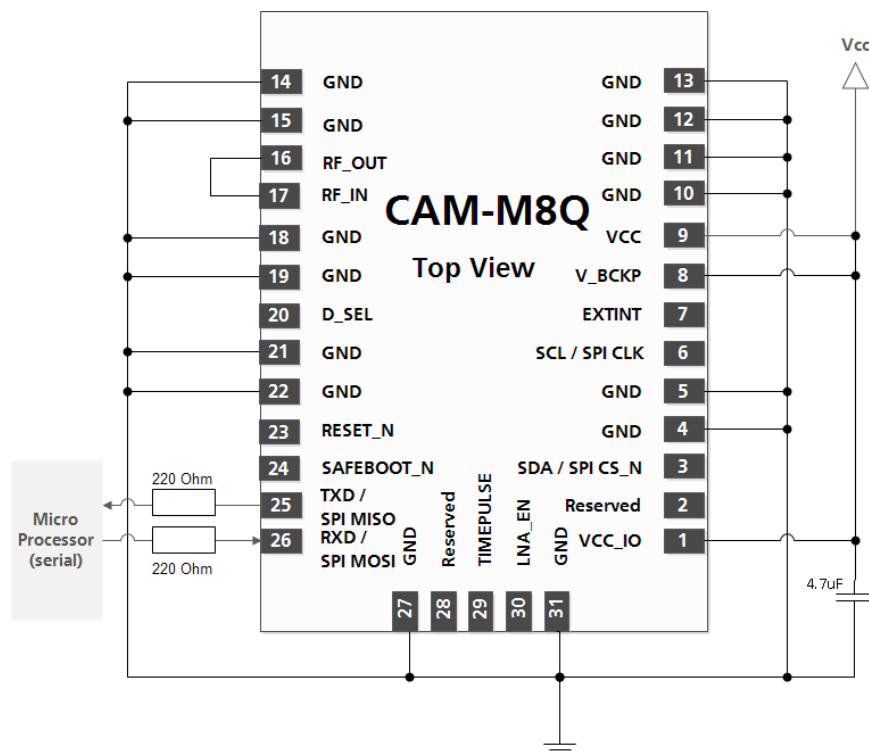 Vcc
14 GND
GND 13
15 GND
GND 12
16 RF_OUT
GND 11
17 RF_IN
GND 10
CAM-M8Q
18 GND
VCC 9
Top View
19 GND
V_BCKP 8
20 D_SEL
EXTINT 7
21 GND
SCL / SPI CLK 6
22 GND
GND 5
23 RESET_N
GND 4
24 SAFEBOOT_N
SDA / SPI CS_N 3
220 Ohm
25 TXD /
SPI MISO
Reserved 2
26 RXD /
SPI MOSI
VCC_IO 1
220 Ohm
Micro
Processor
(serial)
GND
Reserved
TIMEPULSE
LNA_EN
GND
27
28
29
30
31
4.7uF